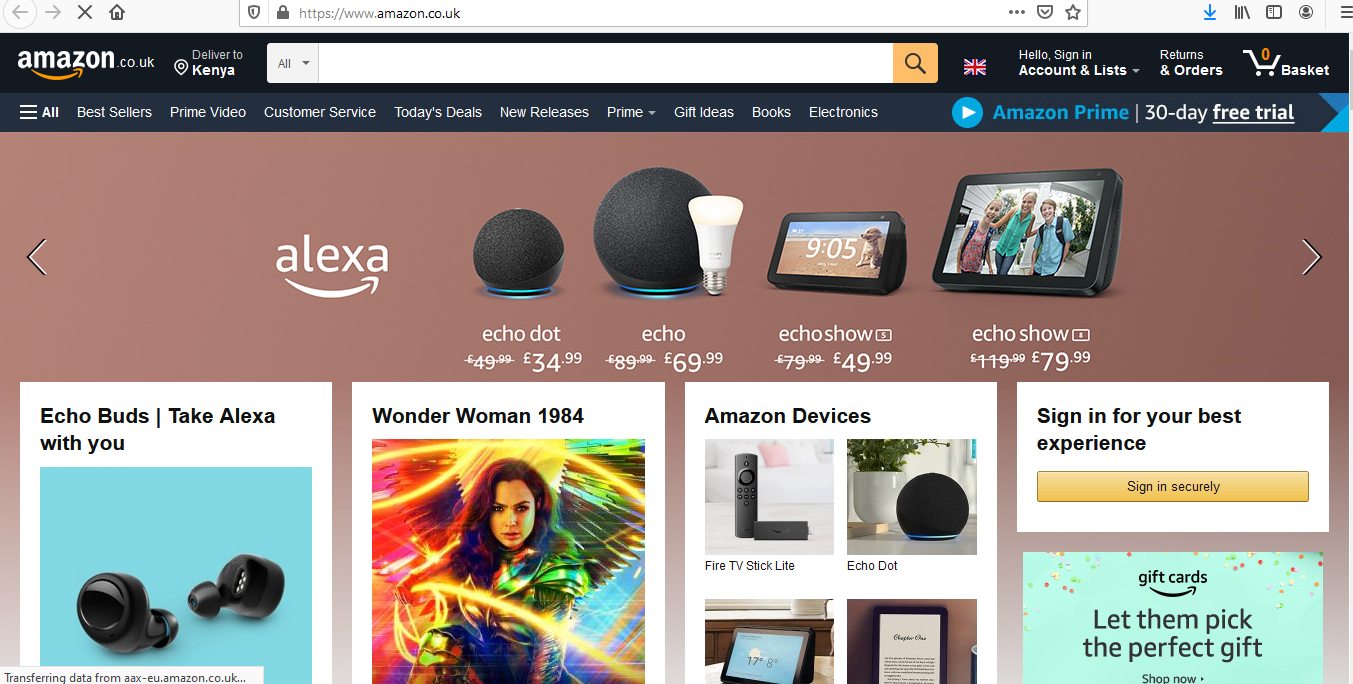 https://www.amazon.co.uk
amazon.co.uk
Deliver to
Kenya
All
Hello, Sign in
Account & Lists
Returns
& Orders
0
Basket
All Best Sellers Prime Video Customer Service Today's Deals New Releases Prime Gift Ideas Books Electronics
Amazon Prime | 30-day free trial
alexa
9:05
echo dot
£49.99 £34.99
echo
£89.99 £69.99
echo show 5
£79.99 £49.99
echo show 8
£119.99 £79.99
Echo Buds | Take Alexa
with you
Wonder Woman 1984
Amazon Devices
Fire TV Stick Lite
Echo Dot
17° 8°
Chapter One
Sign in for your best
experience
Sign in securely
gift cards
Let them pick
the perfect gift
Shop now ›
Transferring data from aax-eu.amazon.co.uk...